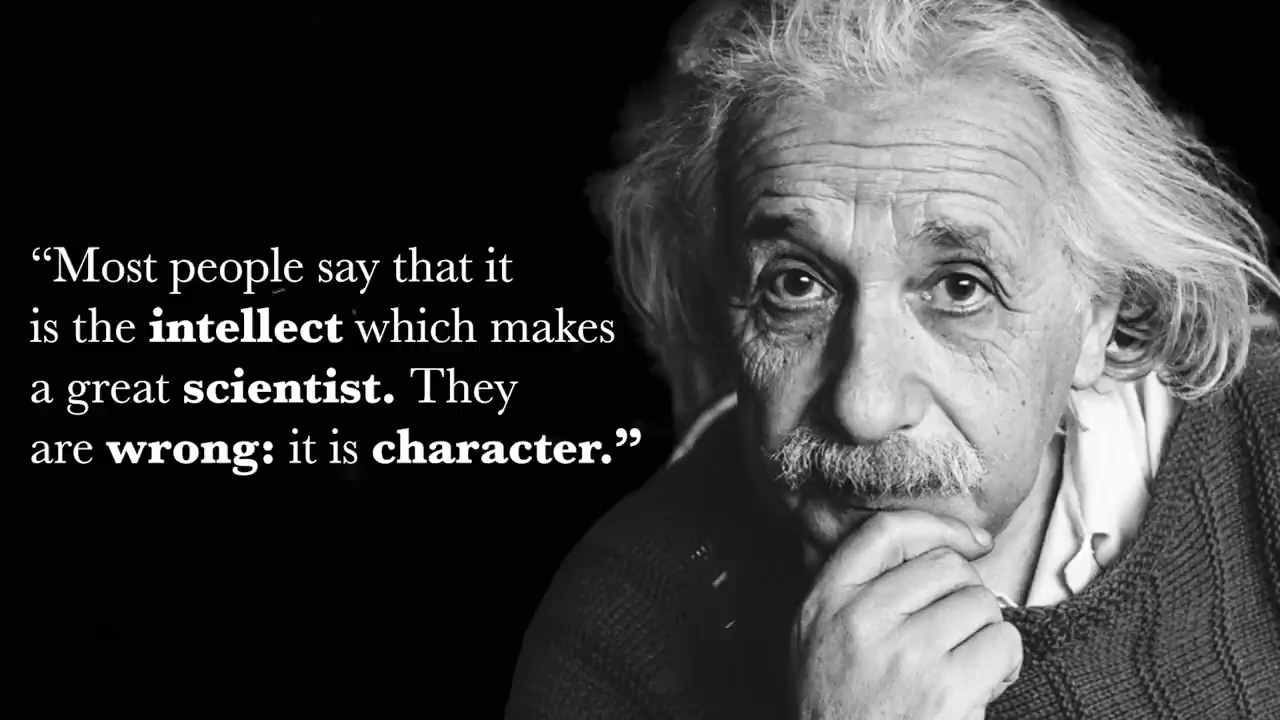 “Most people say that it
is the intellect which makes
a great scientist. They
are wrong: it is character.”